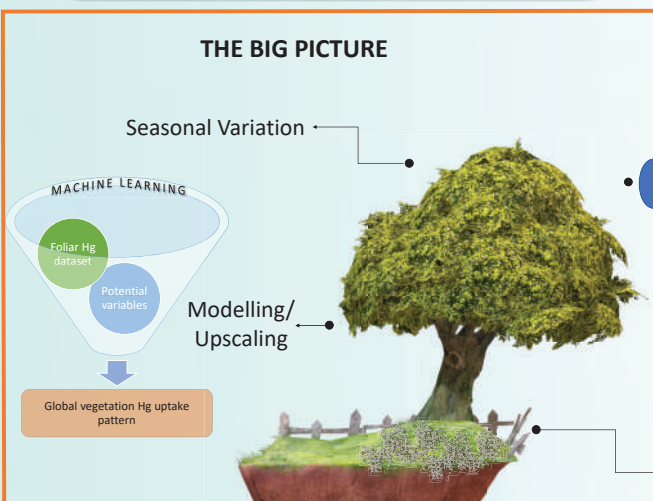 THE BIG PICTURE
Seasonal Variation
MACHINE LEARNING
Foliar Hg
dataset
Potential
variables
Modelling/
Upscaling
Global vegetation Hg uptake
pattern